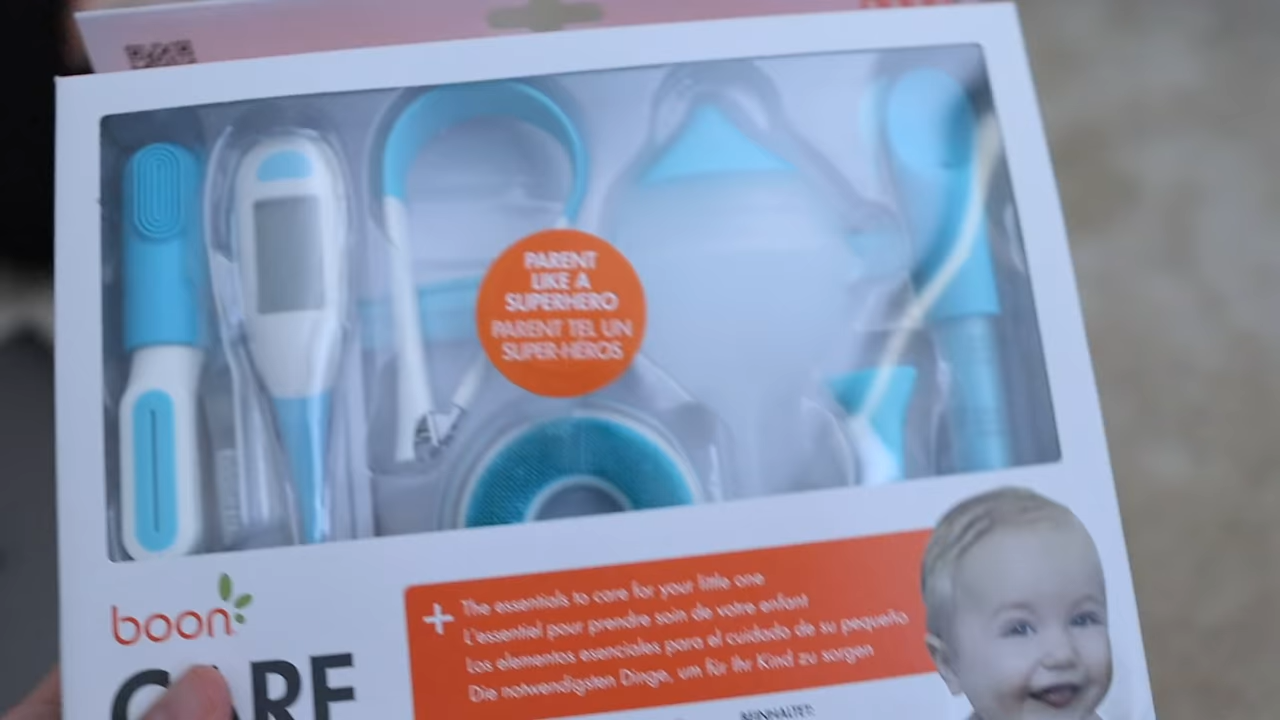 PARENT
LIKE A
SUPERHERO
PARENT TEL UN
SUPER-HÉROS
boon
CARE
+ The essentials to care for your little one
L'essentiel pour prendre soin de votre enfant
Los elementos esenciales para el cuidado de su pequeño
Die notwendigsten Dinge, um für Ihr Kind zu sorgen
BEINHALTET: